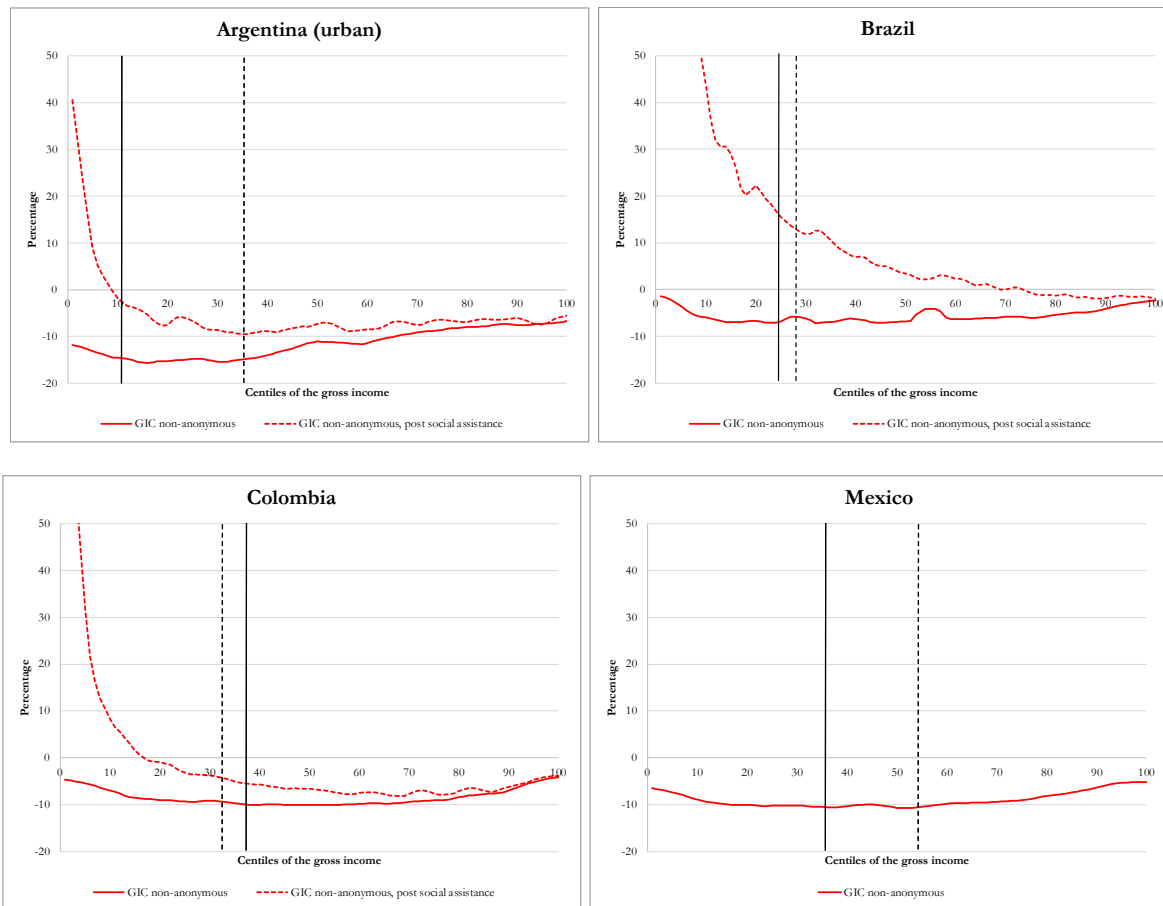 Argentina (urban)
50
40
30
20
10
0
-10
-20
Percentage
0 10 20 30 40 50 60 70 80 90 100
Centiles of the gross income
GIC non-anonymous GIC non-anonymous, post social assistance
Brazil
50
40
30
20
10
0
-10
-20
Percentage
0 10 20 30 40 50 60 70 80 90 100
Centiles of the gross income
GIC non-anonymous GIC non-anonymous, post social assistance
Colombia
50
40
30
20
10
0
-10
-20
Percentage
0 10 20 30 40 50 60 70 80 90 100
Centiles of the gross income
GIC non-anonymous GIC non-anonymous, post social assistance
Mexico
50
40
30
20
10
0
-10
-20
Percentage
0 10 20 30 40 50 60 70 80 90 100
Centiles of the gross income
GIC non-anonymous